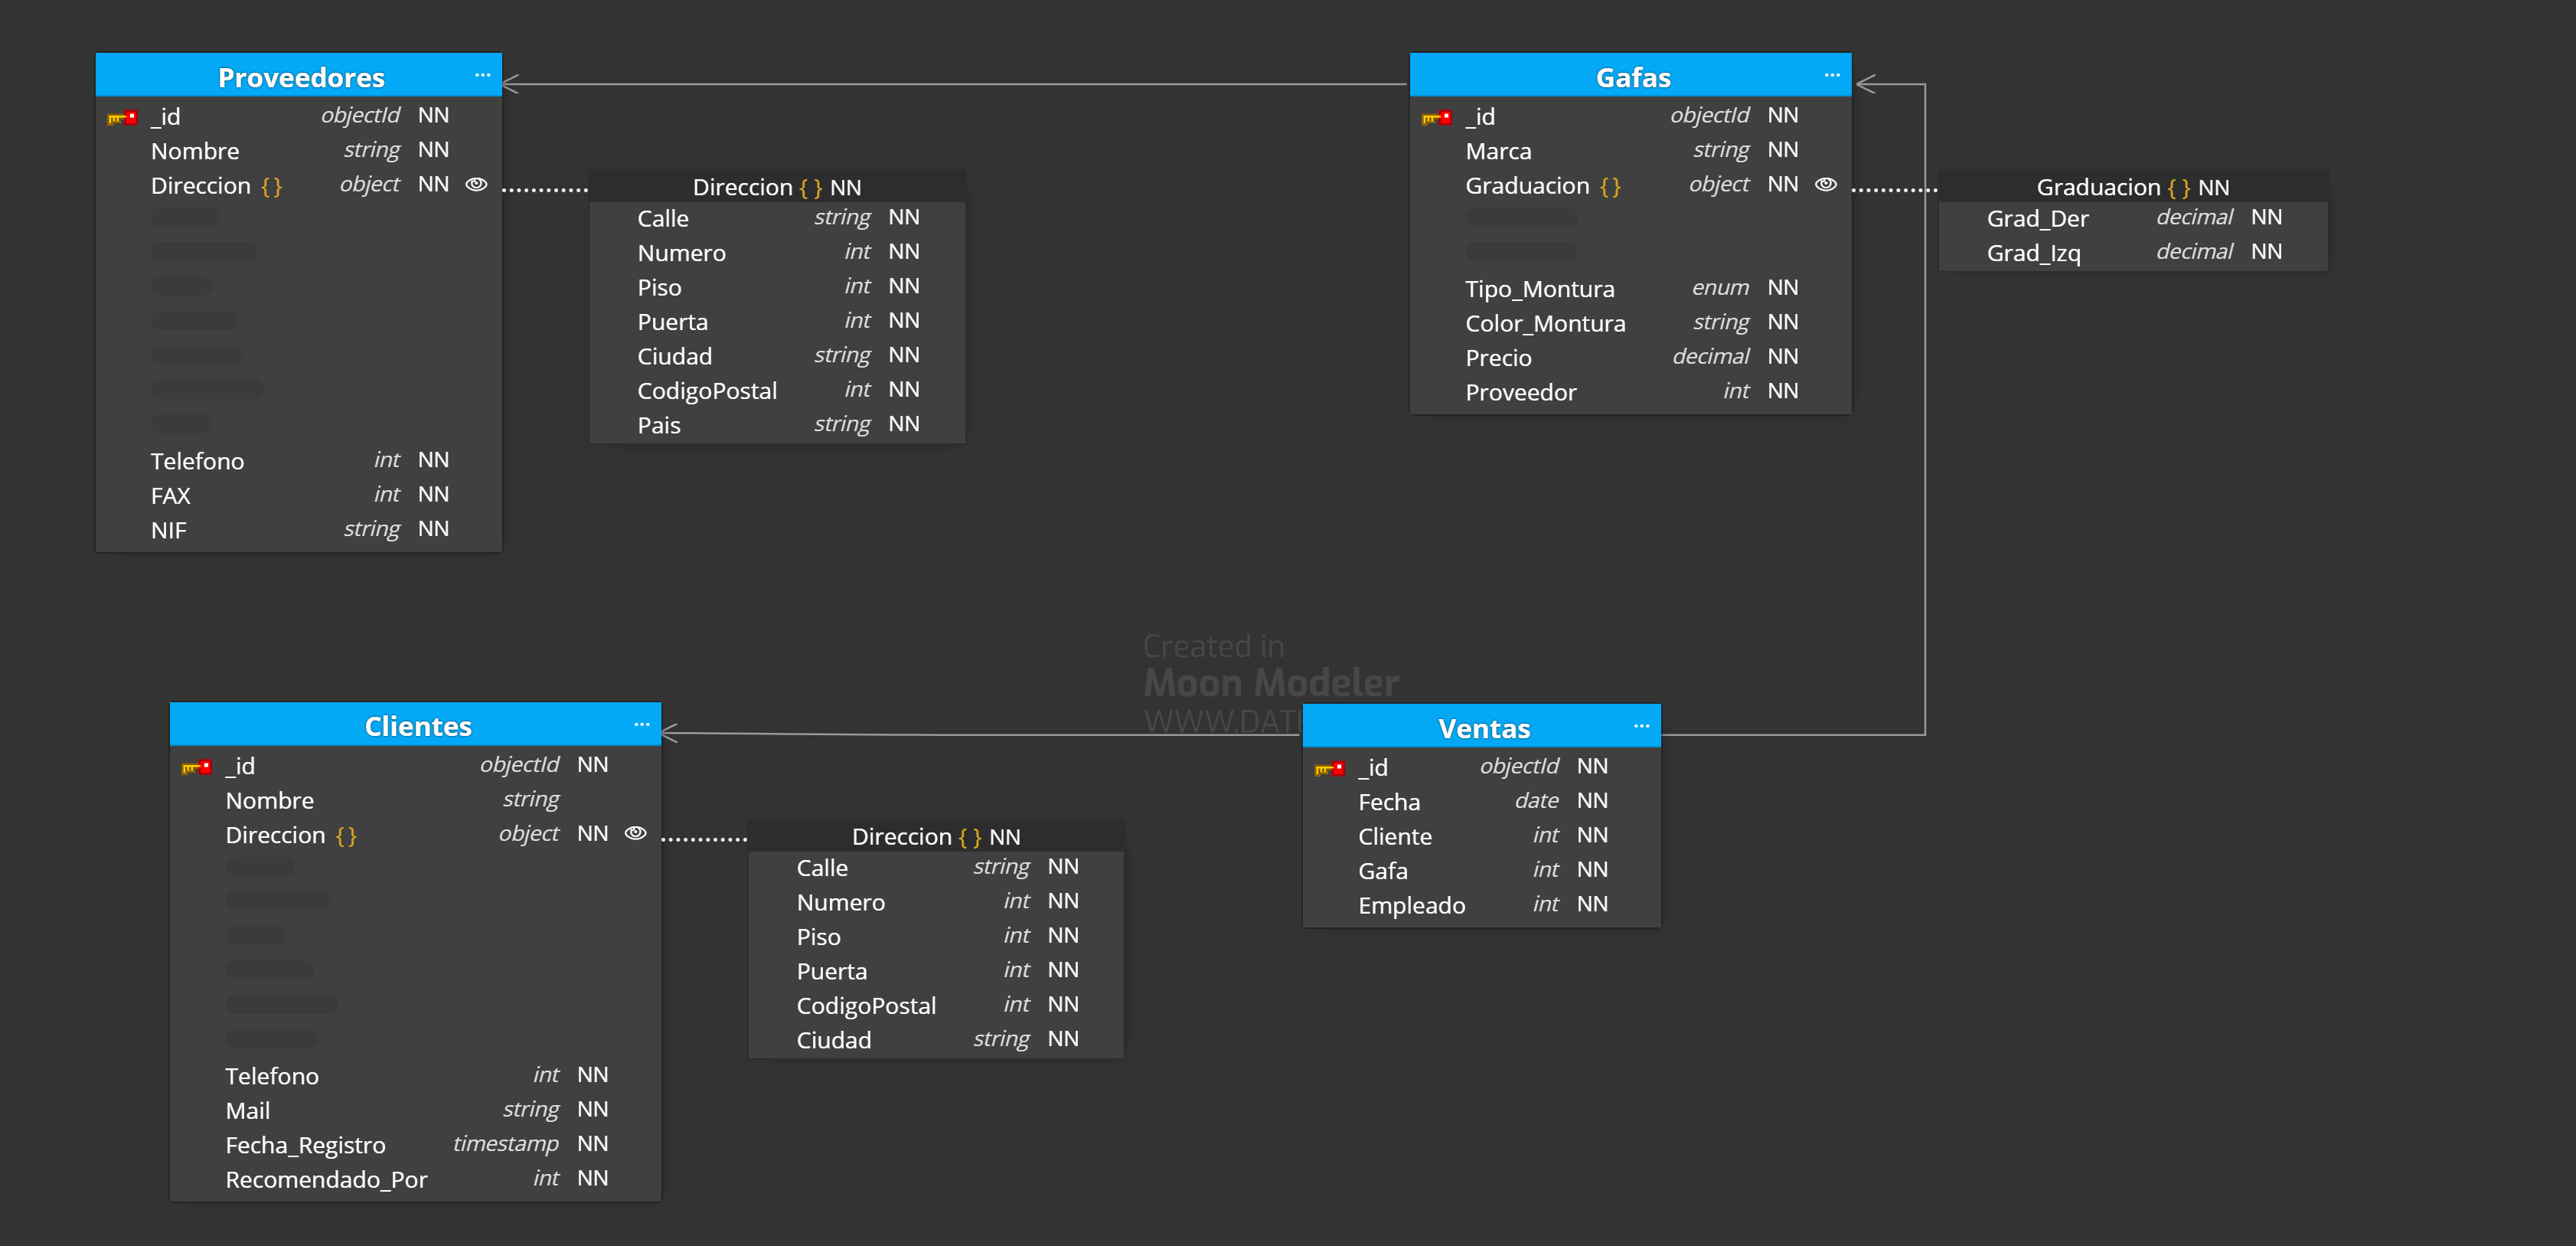 Proveedores ...
_id objectId NN
Nombre string NN
Direccion { } object NN
Telefono int NN
FAX int NN
NIF string NN
Direccion { } NN
Calle string NN
Numero int NN
Piso int NN
Puerta int NN
Ciudad string NN
CodigoPostal int NN
Pais string NN
Gafas ...
_id objectId NN
Marca string NN
Graduacion { } object NN
Tipo_Montura enum NN
Color_Montura string NN
Precio decimal NN
Proveedor int NN
Graduacion { } NN
Grad_Der decimal NN
Grad_Izq decimal NN
Created in
Moon Modeler
Clientes ...
_id objectId NN
Nombre string
Direccion { } object NN
Telefono int NN
Mail string NN
Fecha_Registro timestamp NN
Recomendado_Por int NN
Direccion { } NN
Calle string NN
Numero int NN
Piso int NN
Puerta int NN
CodigoPostal int NN
Ciudad string NN
Ventas ...
_id objectId NN
Fecha date NN
Cliente int NN
Gafa int NN
Empleado int NN